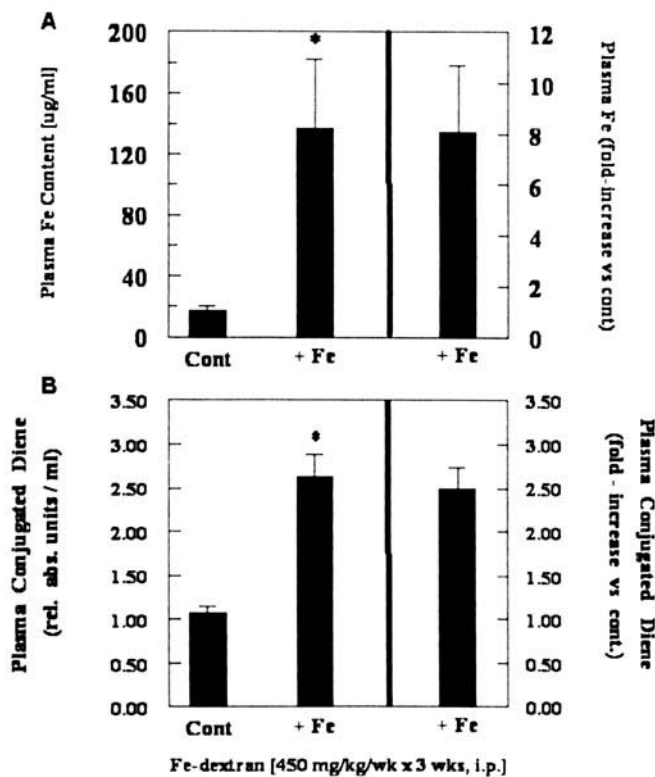 A
Plasma Fe Content [ug/ml]
200
160
120
80
40
0
*
12
10
8
6
4
2
0
Plasma Fe (fold-increase vs cont)
Cont
+ Fe
+ Fe
B
Plasma Conjugated Diene
(rel. abs. units / ml)
3.50
3.00
2.50
2.00
1.50
1.00
0.50
0.00
*
3.50
3.00
2.50
2.00
1.50
1.00
0.50
0.00
Plasma Conjugated Diene
(fold - increase vs cont.)
Cont
+ Fe
+ Fe
Fe-dextran [450 mg/kg/wk x 3 wks, i.p.]